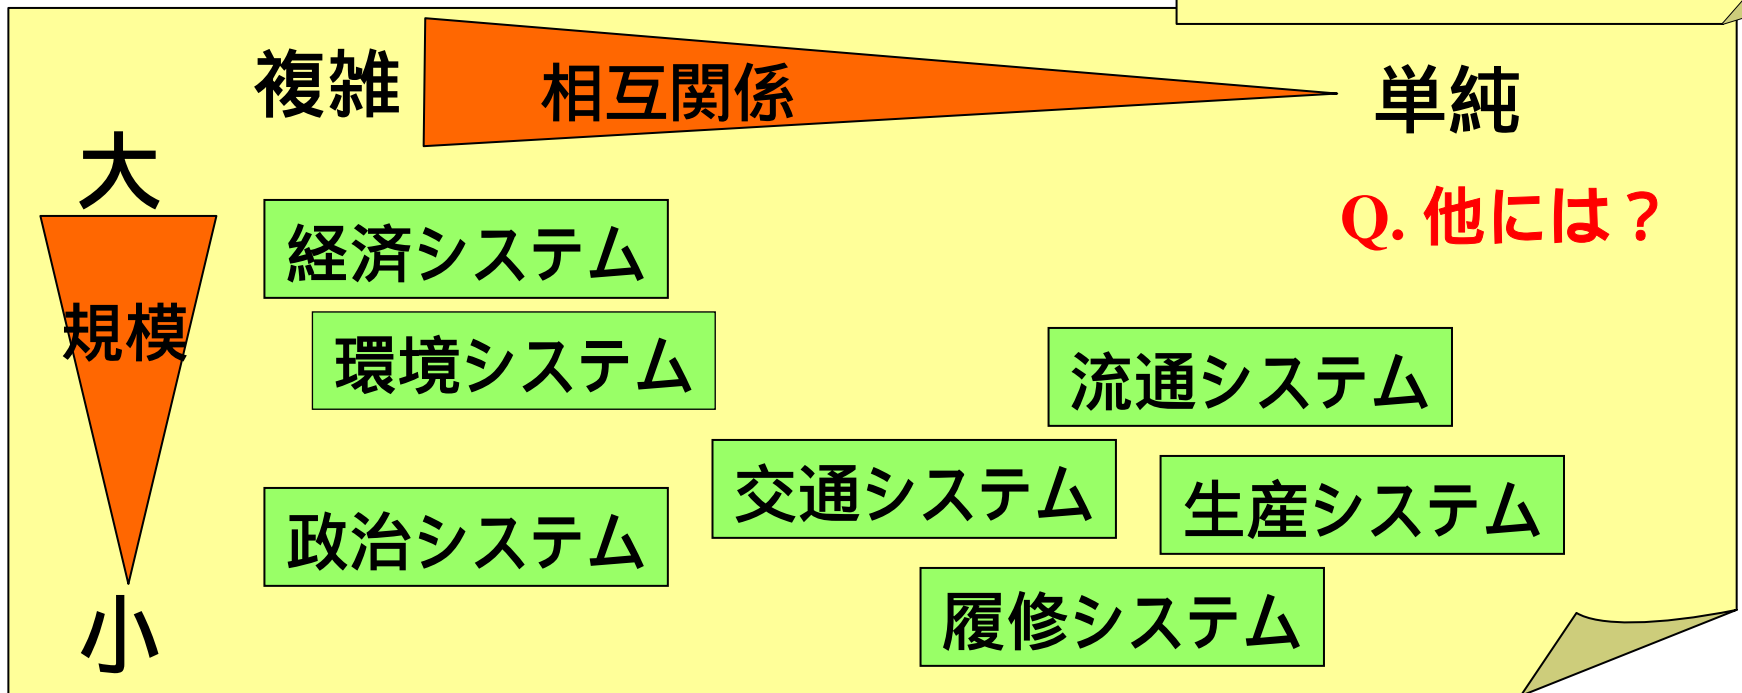 複雑
相互関係
単純
大
Q. 他には？
経済システム
規模
環境システム
流通システム
交通システム
生産システム
政治システム
履修システム
小